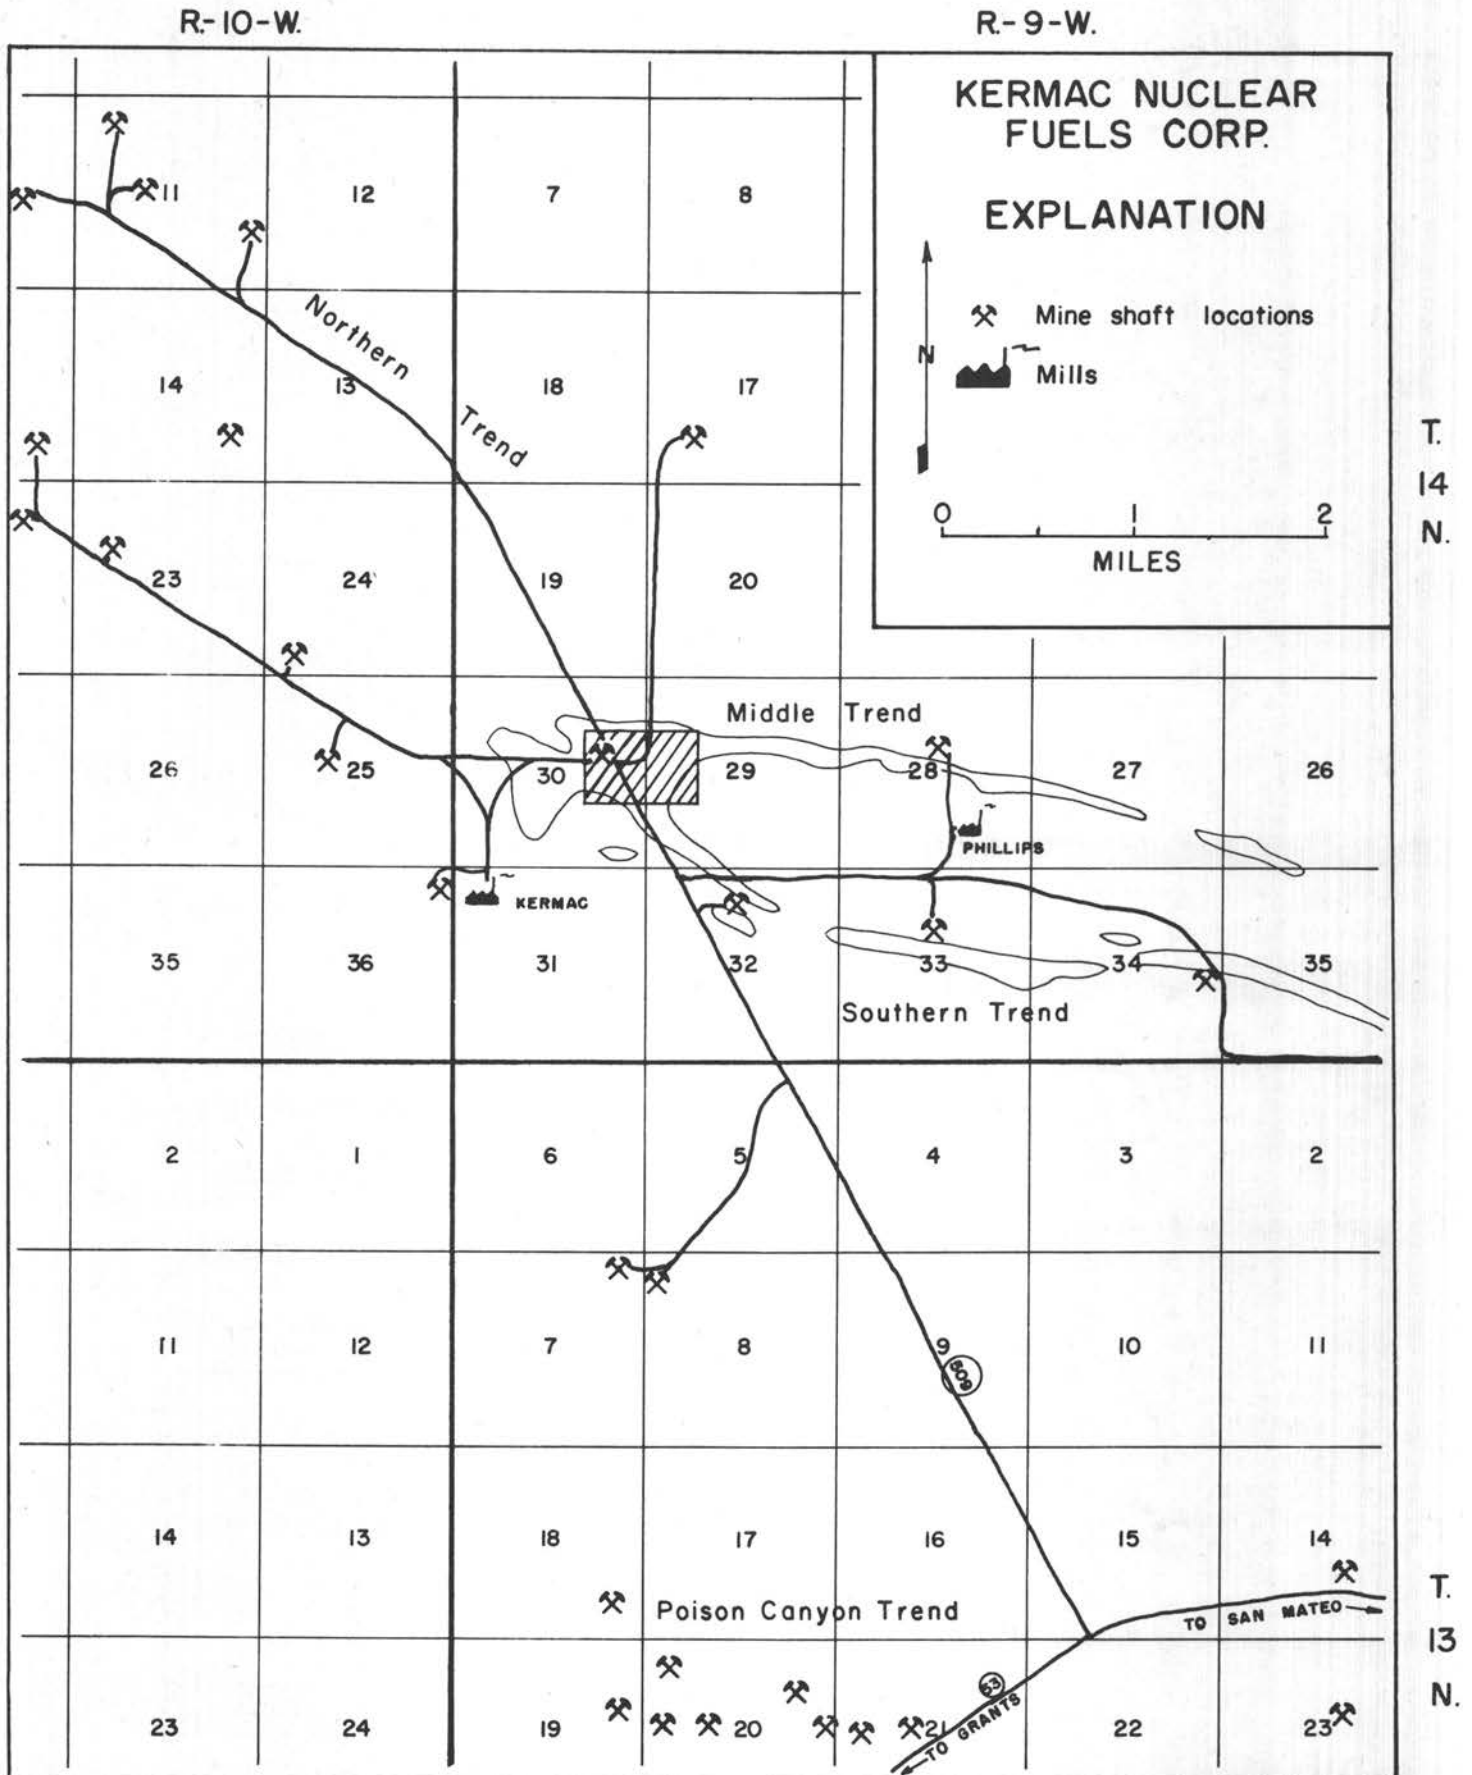 R.-10-W. R.-9-W.
KERMAC NUCLEAR
FUELS CORP.
EXPLANATION
N
Mine shaft locations
Mills
0 1 2
MILES
T.
14
N.
11 12 7 8
Northern
Trend
14 13 18 17
23 24 19 20
Middle Trend
26 25 30 29 28 27 26
PHILLIPS
KERMAC
35 36 31 32 33 34 35
Southern Trend
2 1 6 5 4 3 2
11 12 7 8 9 10 11
509
14 13 18 17 16 15 14
Poison Canyon Trend
TO SAN MATEO
T.
13
N.
53
TO GRANTS
23 24 19 20 21 22 23